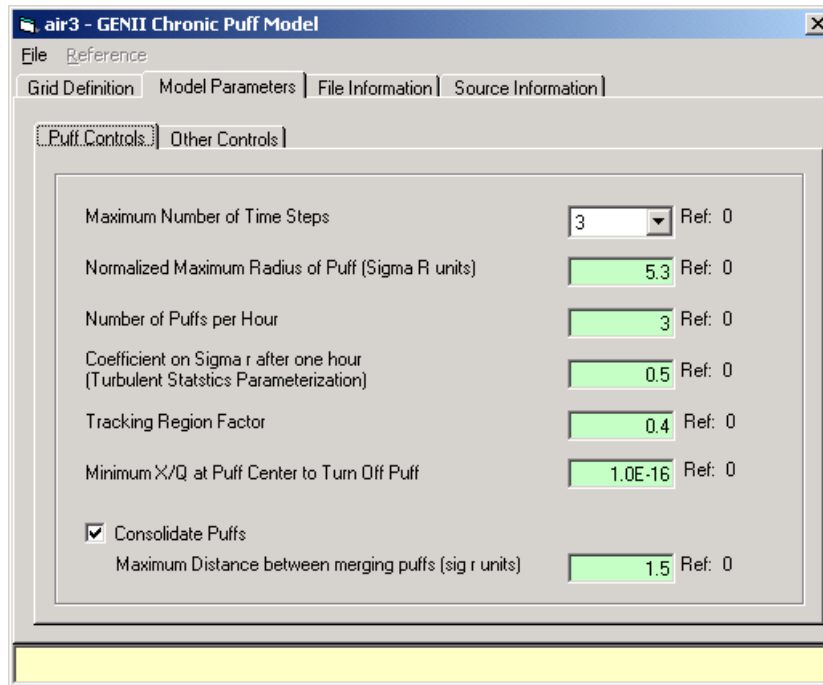 air3 - GENII Chronic Puff Model
File Reference
Grid Definition Model Parameters File Information Source Information
Puff Controls Other Controls
Maximum Number of Time Steps 3 Ref: 0
Normalized Maximum Radius of Puff (Sigma R units) 5.3 Ref: 0
Number of Puffs per Hour 3 Ref: 0
Coefficient on Sigma r after one hour
(Turbulent Statstics Parameterization) 0.5 Ref: 0
Tracking Region Factor 0.4 Ref: 0
Minimum X/Q at Puff Center to Turn Off Puff 1.0E-16 Ref: 0
Consolidate Puffs
Maximum Distance between merging puffs (sig r units) 1.5 Ref: 0